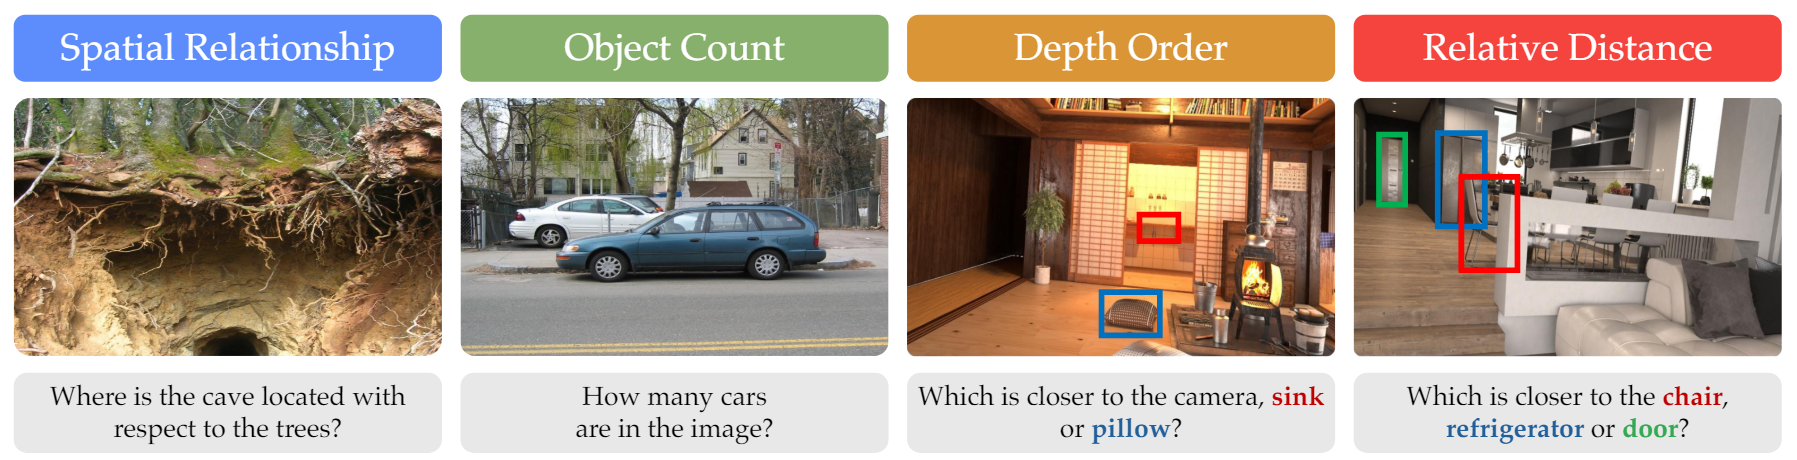 Spatial Relationship
Object Count
Depth Order
Relative Distance
Where is the cave located with
respect to the trees?
How many cars
are in the image?
Which is closer to the camera, sink
or pillow?
Which is closer to the chair,
refrigerator or door?